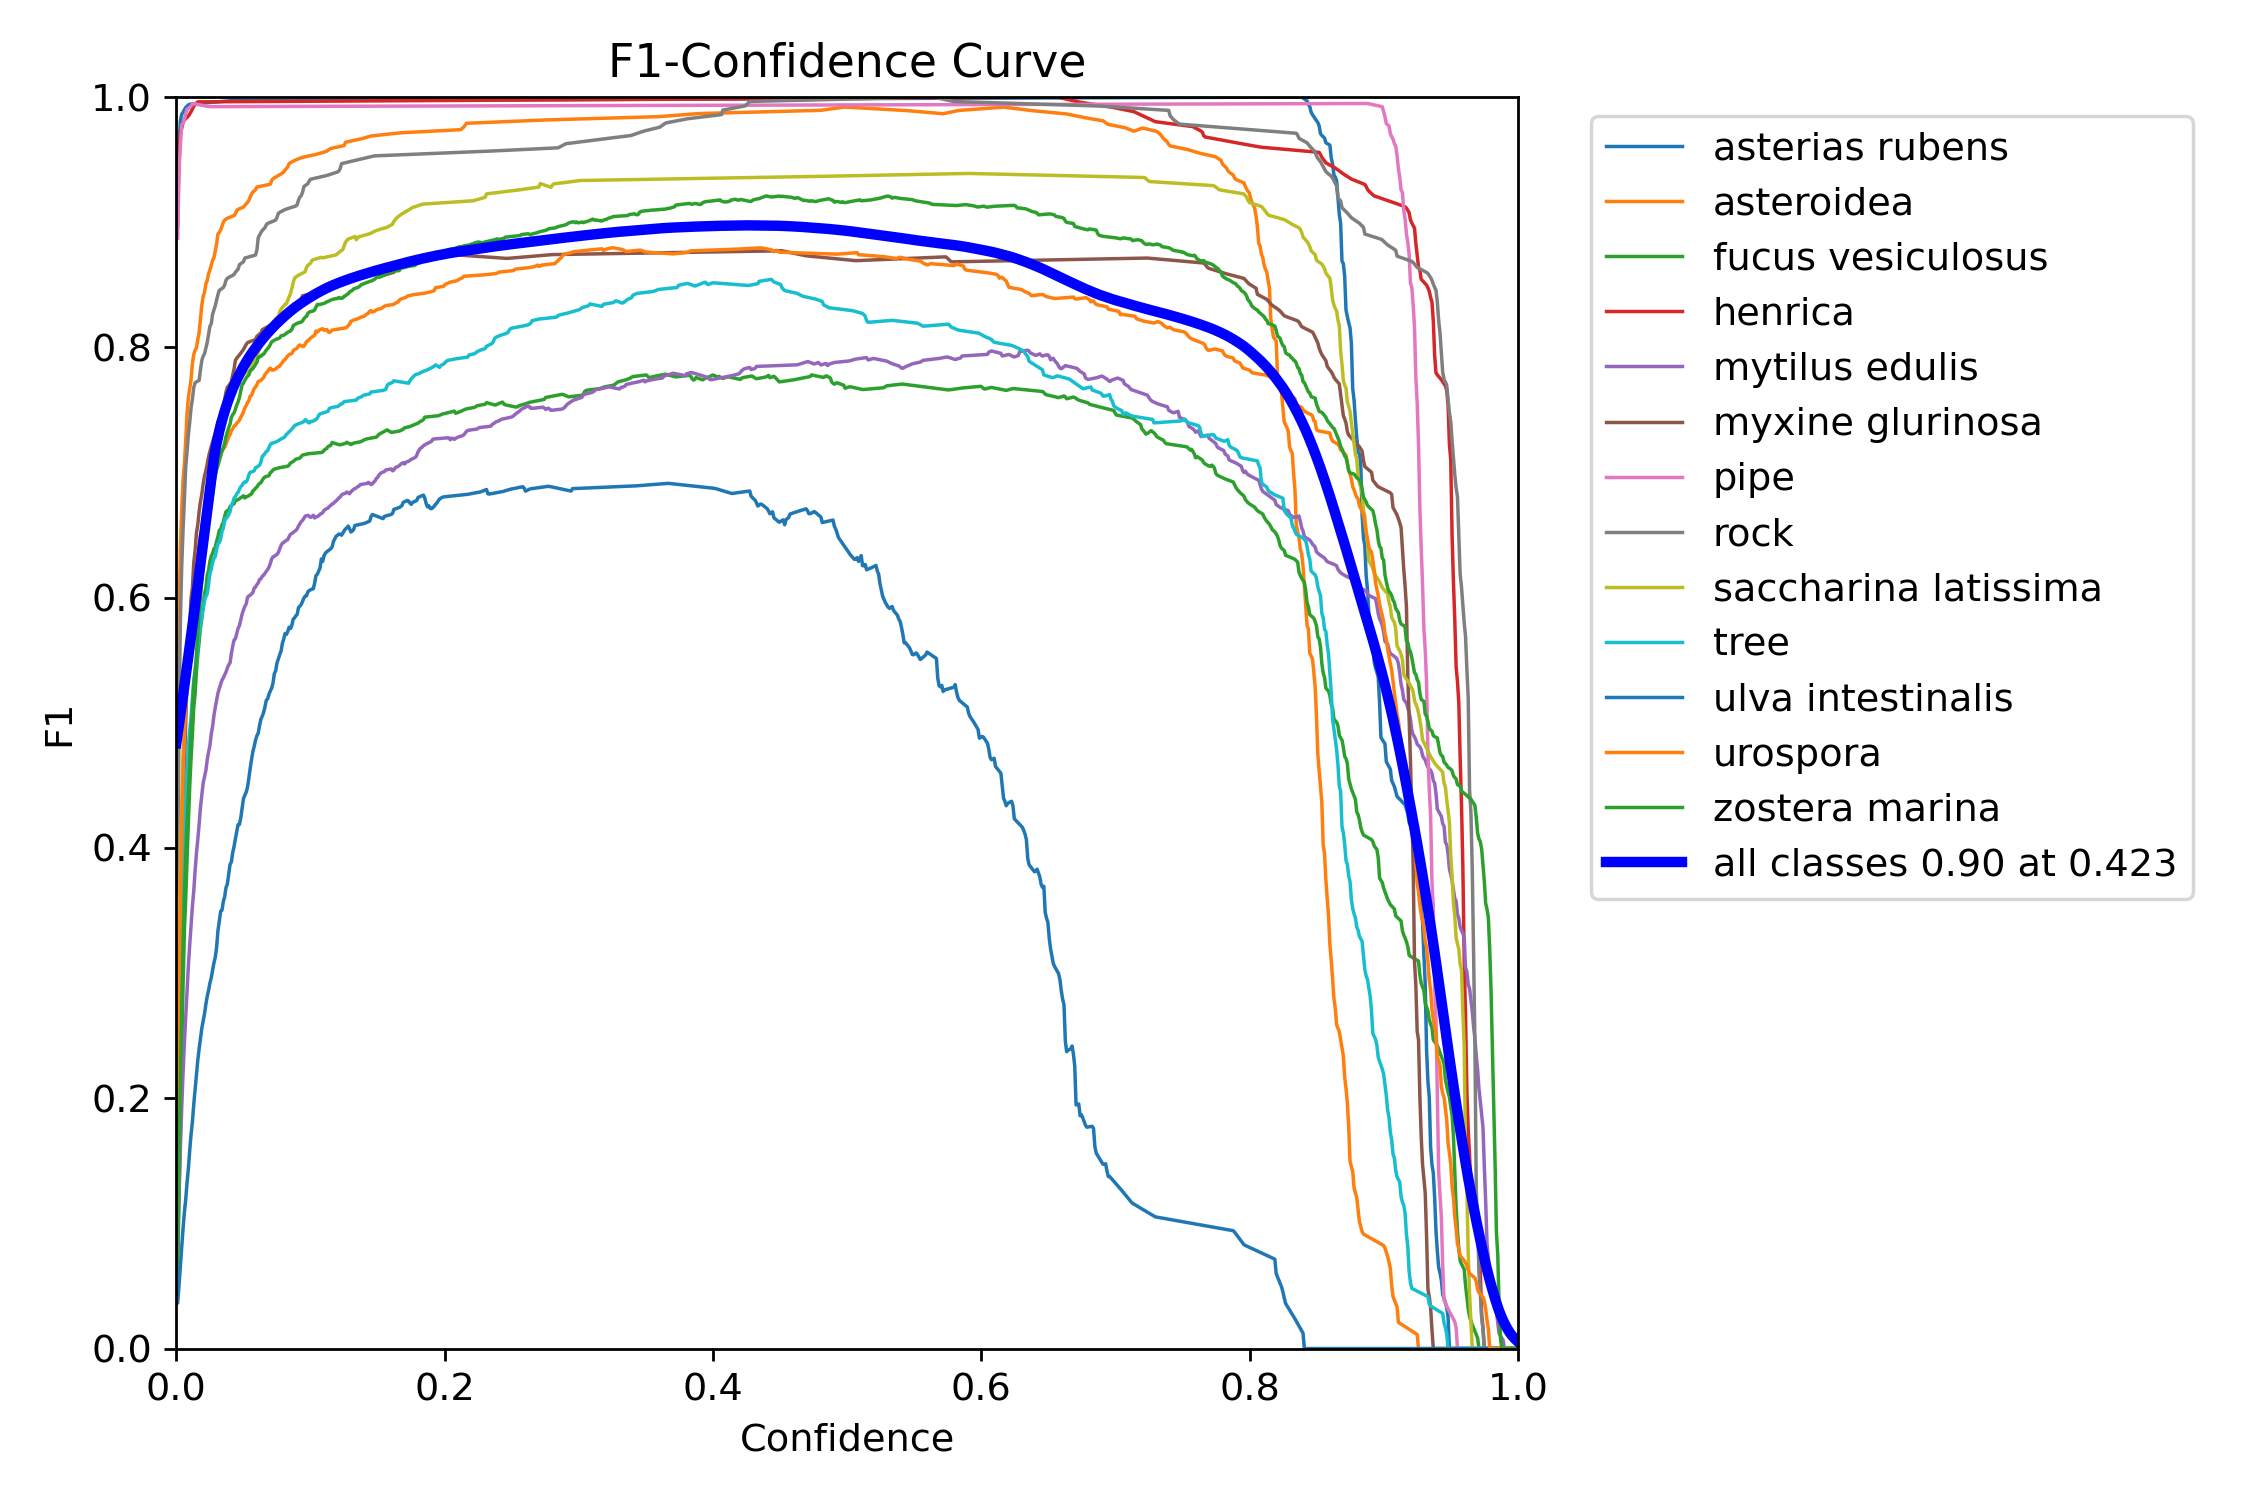 F1-Confidence Curve
1.0
0.8
0.6
0.4
0.2
0.0
F1
0.0 0.2 0.4 0.6 0.8 1.0
Confidence
asterias rubens
asteroidea
fucus vesiculosus
henrica
mytilus edulis
myxine glurinosa
pipe
rock
saccharina latissima
tree
ulva intestinalis
urospora
zostera marina
all classes 0.90 at 0.423